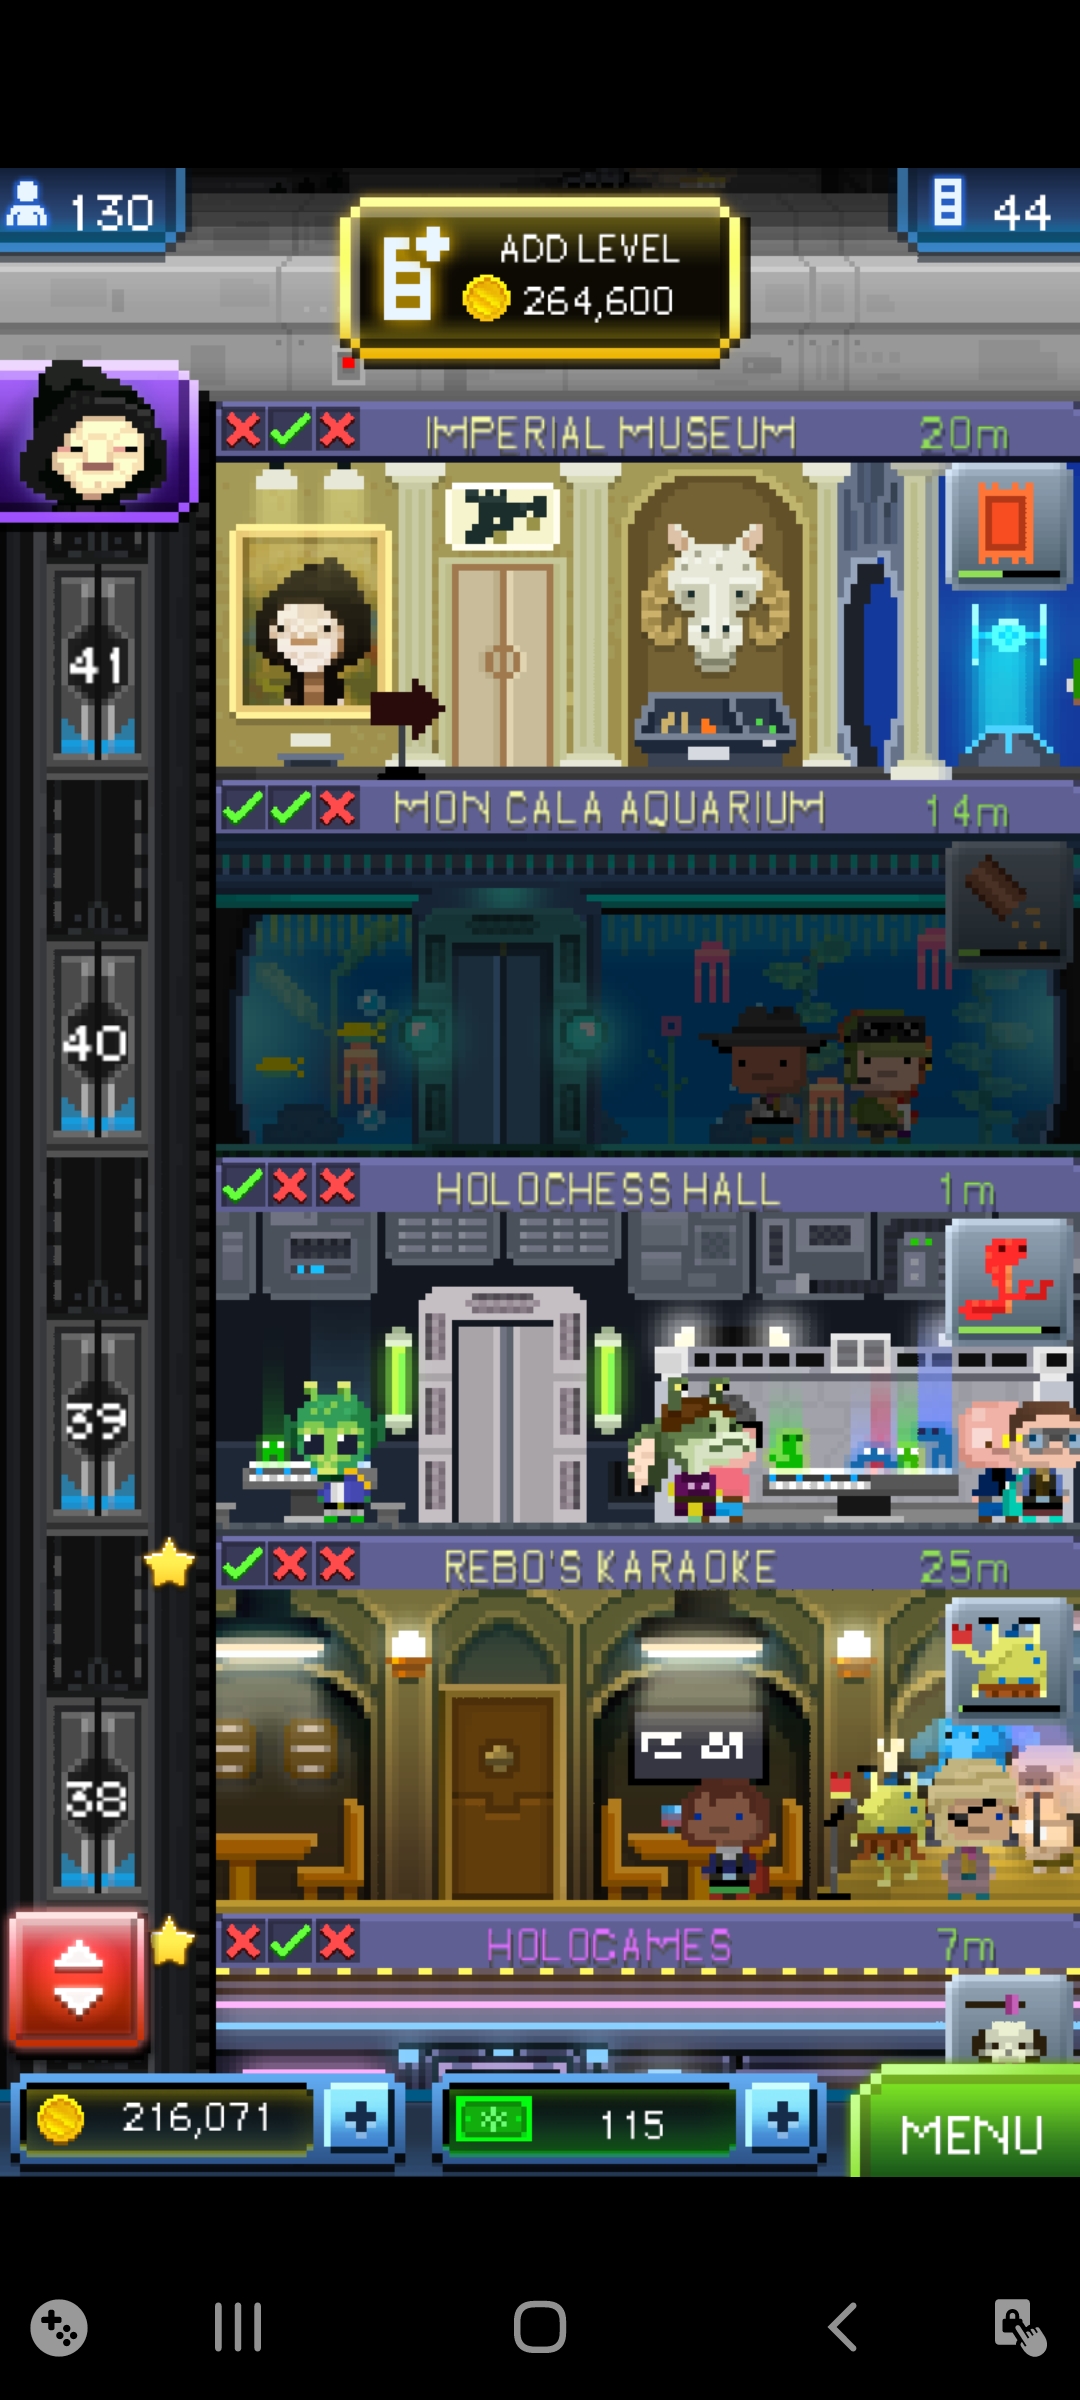 130
ADD LEVEL
264,600
44
IMPERIAL MUSEUM 20m
41
MON CALA AQUARIUM 14m
40
HOLOCHESS HALL 1m
39
REBO'S KARAOKE 25m
38
HOLOGAMES 7m
216,071
115
MENU